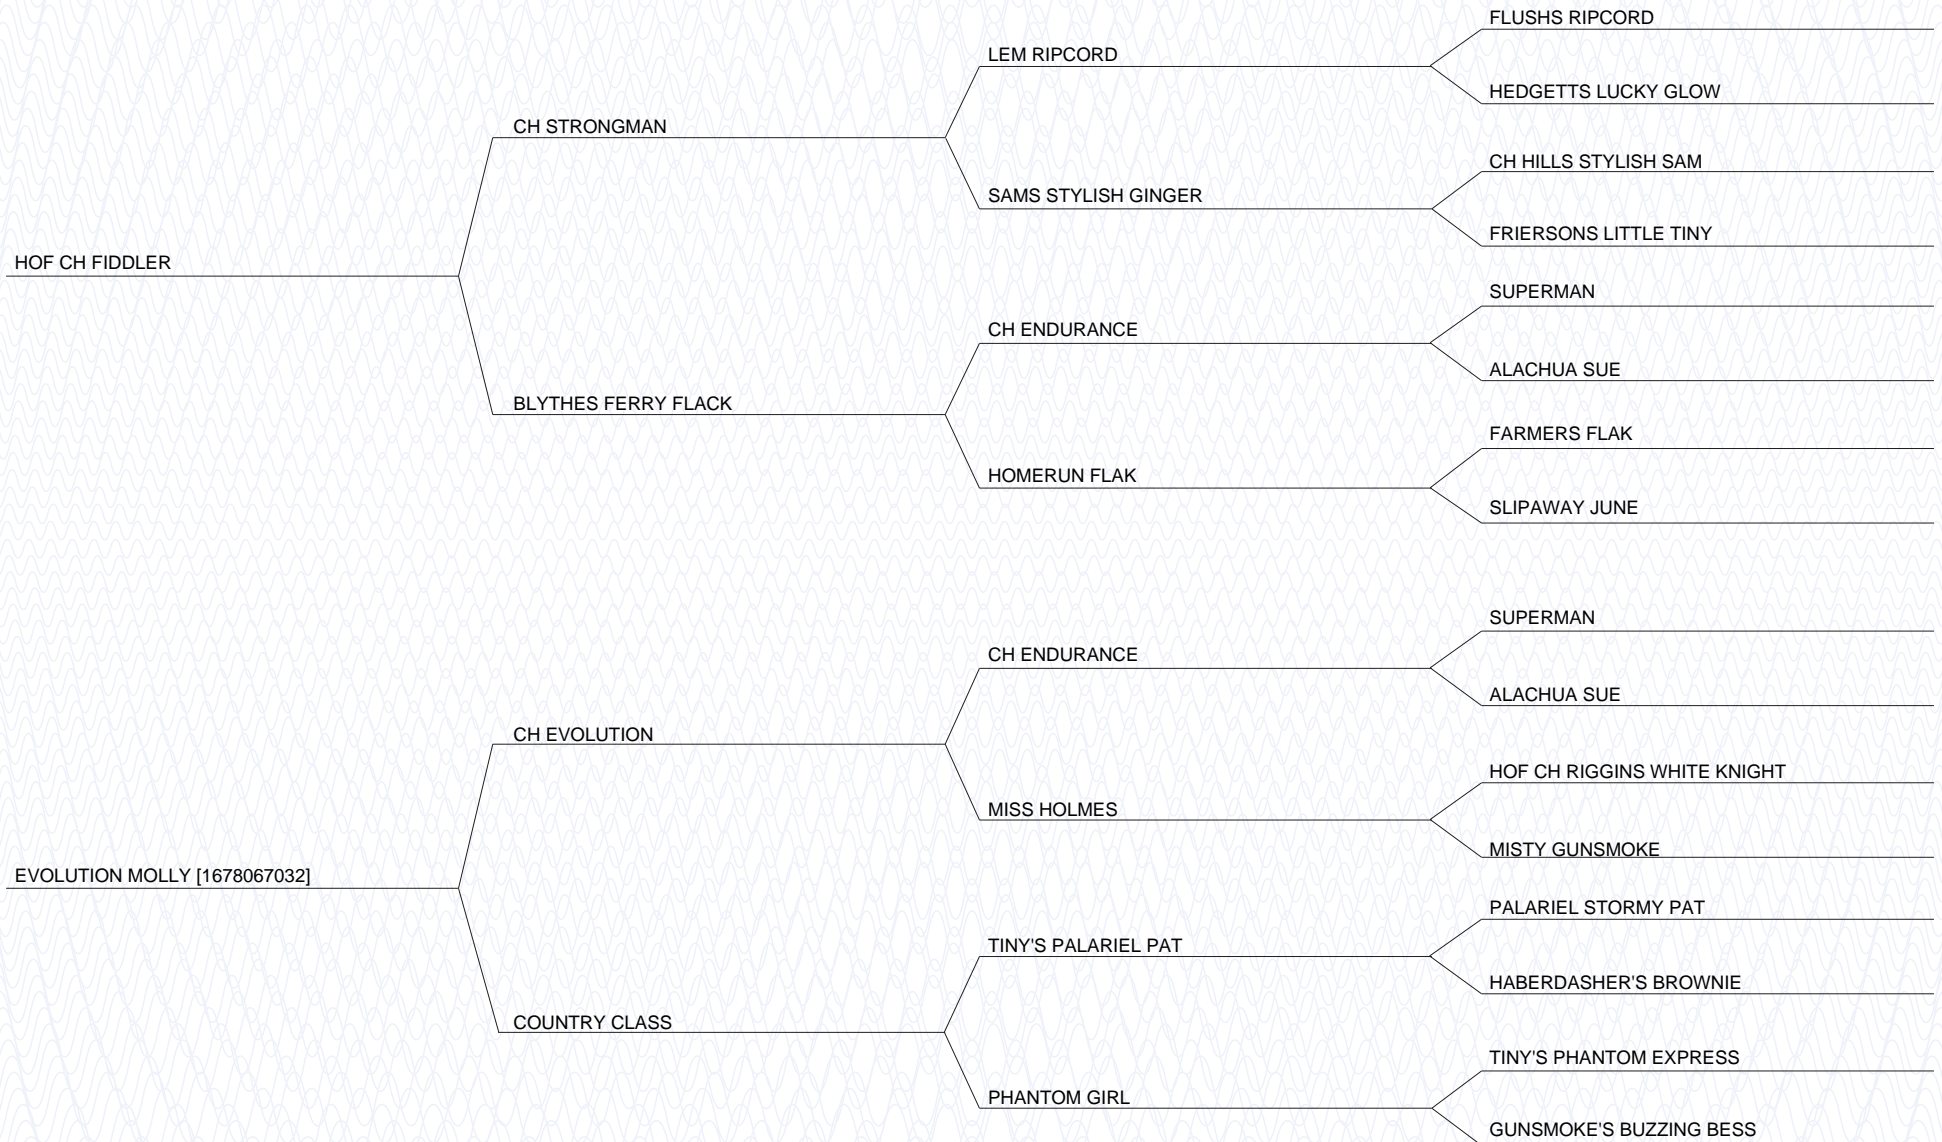 FLUSHS RIPCORD
LEM RIPCORD
HEDGETTS LUCKY GLOW
CH STRONGMAN
CH HILLS STYLISH SAM
SAMS STYLISH GINGER
FRIERSONS LITTLE TINY
HOF CH FIDDLER
SUPERMAN
CH ENDURANCE
ALACHUA SUE
BLYTHES FERRY FLACK
FARMERS FLAK
HOMERUN FLAK
SLIPAWAY JUNE
SUPERMAN
CH ENDURANCE
ALACHUA SUE
CH EVOLUTION
HOF CH RIGGINS WHITE KNIGHT
MISS HOLMES
MISTY GUNSMOKE
EVOLUTION MOLLY [1678067032]
PALARIEL STORMY PAT
TINY'S PALARIEL PAT
HABERDASHER'S BROWNIE
COUNTRY CLASS
TINY'S PHANTOM EXPRESS
PHANTOM GIRL
GUNSMOKE'S BUZZING BESS